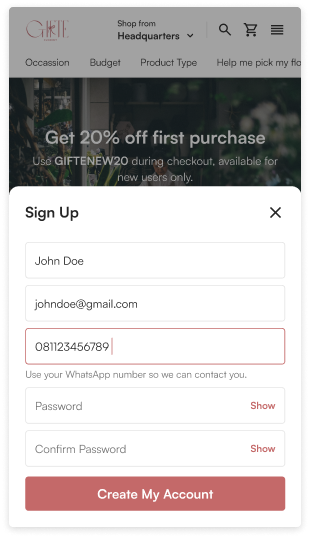 GIFTE
Shop from
Headquarters
Occassion Budget Product Type Help me pick my flo
Get 20% off first purchase
Use GIFTENEW20 during checkout, available for
new users only.
Sign Up
John Doe
johndoe@gmail.com
081123456789
Use your WhatsApp number so we can contact you.
Password Show
Confirm Password Show
Create My Account